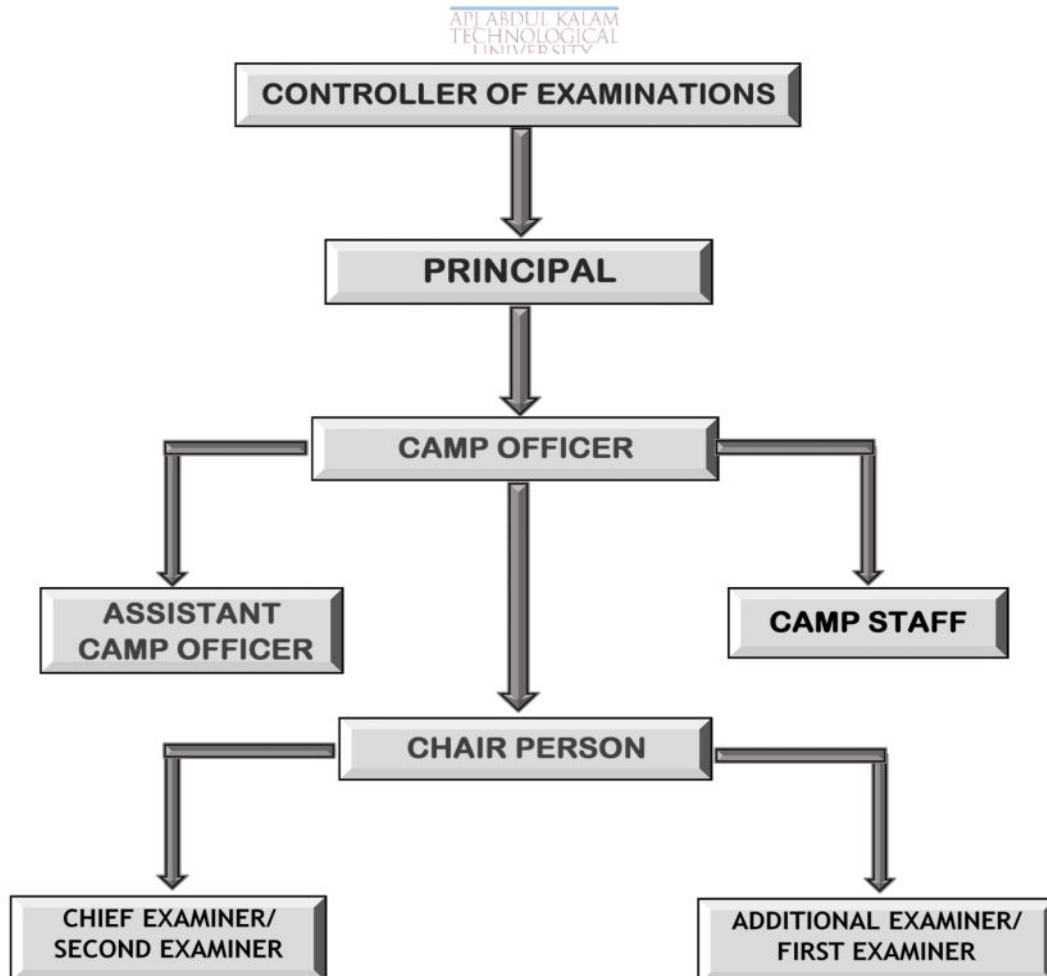 APJ ABDUL KALAM
TECHNOLOGICAL
UNIVERSITY
CONTROLLER OF EXAMINATIONS
PRINCIPAL
CAMP OFFICER
ASSISTANT
CAMP OFFICER
CAMP STAFF
CHAIR PERSON
CHIEF EXAMINER/
SECOND EXAMINER
ADDITIONAL EXAMINER/
FIRST EXAMINER